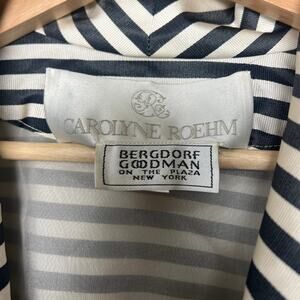 CAROLYNE ROEHM
BERGDORF
GOODMAN
ON THE PLAZA
NEW YORK